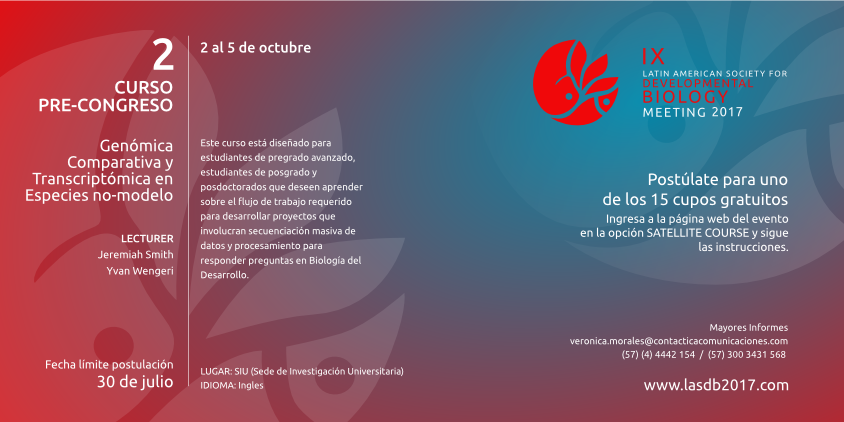 2
CURSO
PRE-CONGRESO
Genómica
Comparativa y
Transcriptómica en
Especies no-modelo
LECTURER
Jeremiah Smith
Yvan Wengeri
Fecha límite postulación
30 de julio
2 al 5 de octubre
Este curso está diseñado para
estudiantes de pregrado avanzado,
estudiantes de posgrado y
posdoctorados que deseen aprender
sobre el flujo de trabajo requerido
para desarrollar proyectos que
involucran secuenciación masiva de
datos y procesamiento para
responder preguntas en Biología del
Desarrollo.
LUGAR: SIU (Sede de Investigación Universitaria)
IDIOMA: Ingles
IX
LATIN AMERICAN SOCIETY FOR
DEVELOPMENTAL
BIOLOGY
MEETING 2017
Postúlate para uno
de los 15 cupos gratuitos
Ingresa a la página web del evento
en la opción SATELLITE COURSE y sigue
las instrucciones.
Mayores Informes
veronica.morales@contacticacomunicaciones.com
(57) (4) 4442 154 / (57) 300 3431 568
www.lasdb2017.com